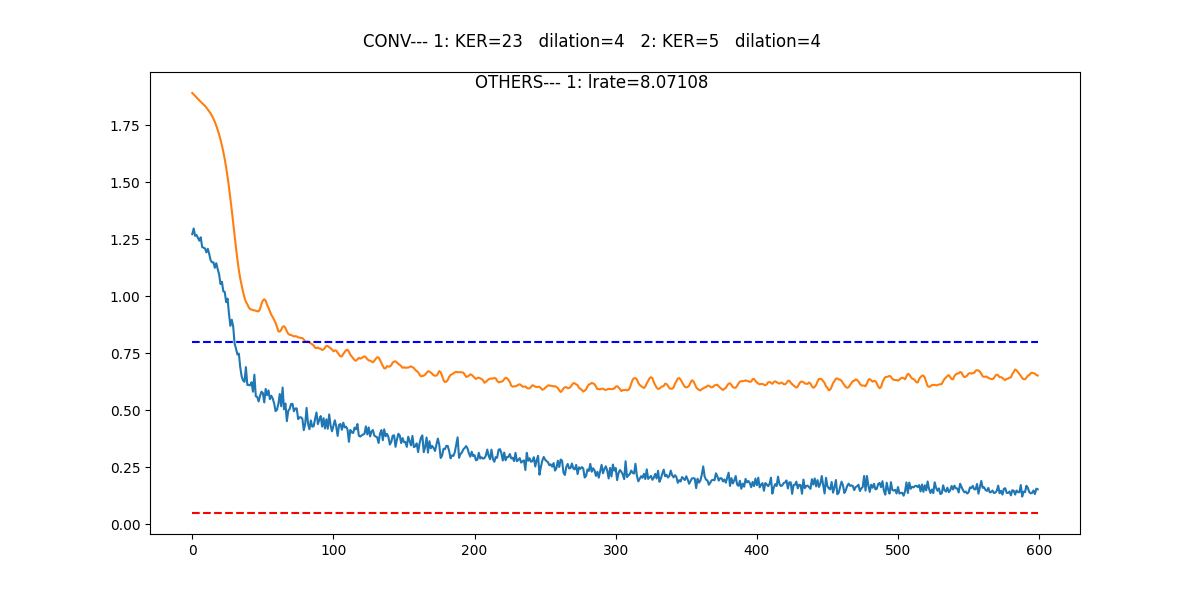 CONV--- 1: KER=23   dilation=4   2: KER=5   dilation=4
OTHERS--- 1: lrate=8.07108
1.75
1.50
1.25
1.00
0.75
0.50
0.25
0.00
0 100 200 300 400 500 600